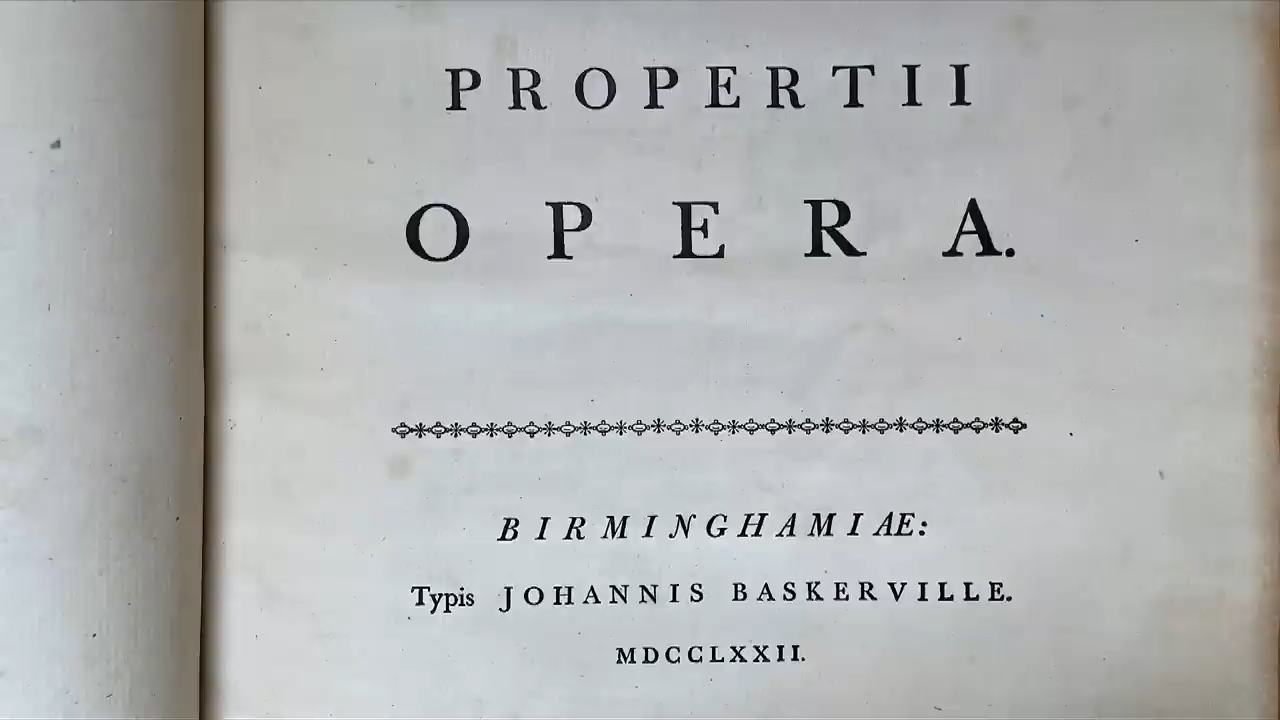 PROPERTII
OPERA.
BIRMINGHAMIAE:
Typis JOHANNIS BASKERVILLE.
MDCCLXXII.